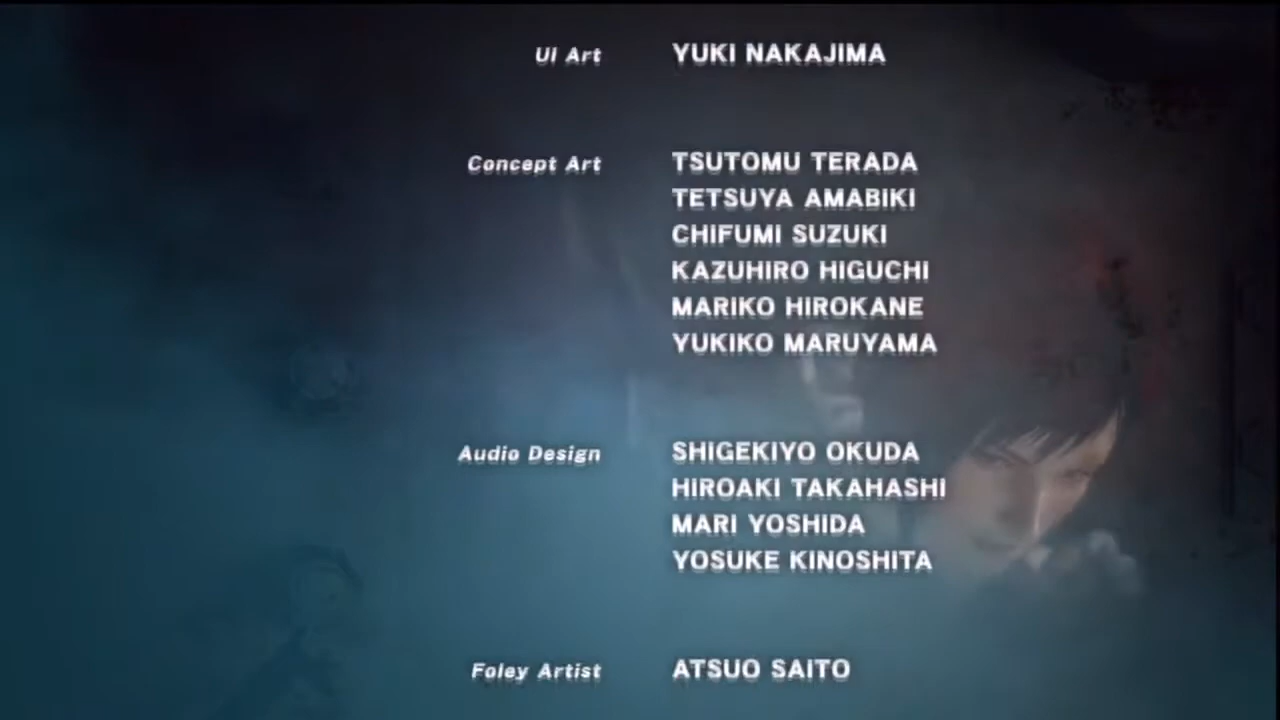 UI Art YUKI NAKAJIMA
Concept Art TSUTOMU TERADA
TETSUYA AMABIKI
CHIFUMI SUZUKI
KAZUHIRO HIGUCHI
MARIKO HIROKANE
YUKIKO MARUYAMA
Audio Design SHIGEKIYO OKUDA
HIROAKI TAKAHASHI
MARI YOSHIDA
YOSUKE KINOSHITA
Foley Artist ATSUO SAITO